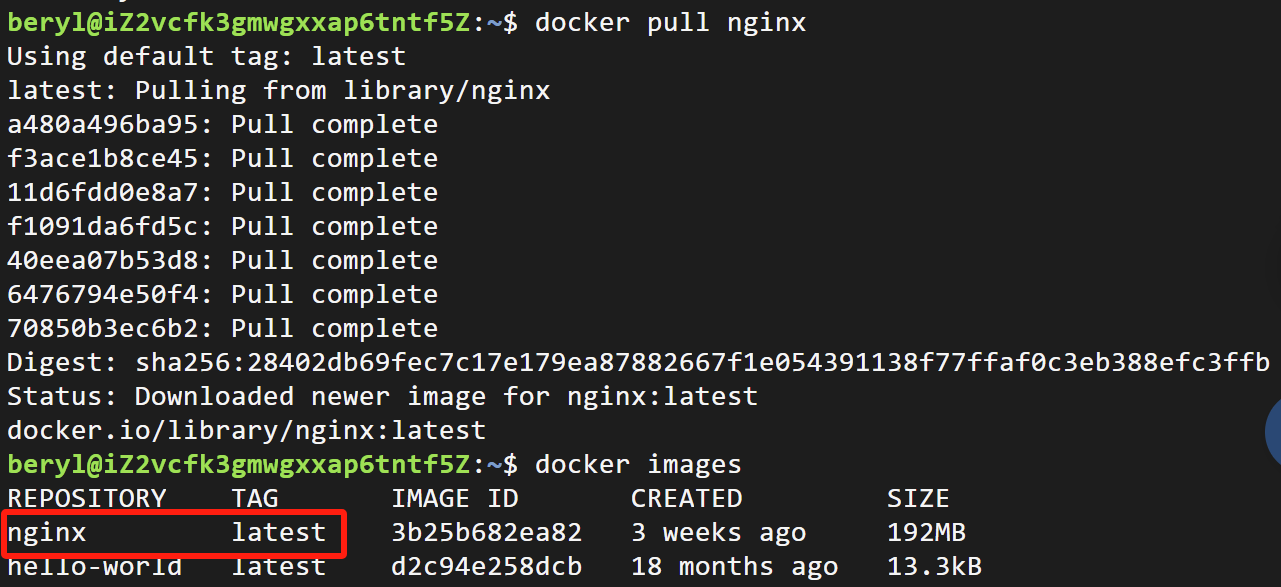 beryl@iZ2vcfk3gmwgxxap6tntf5Z:~$ docker pull nginx
Using default tag: latest
latest: Pulling from library/nginx
a480a496ba95: Pull complete
f3ace1b8ce45: Pull complete
11d6fdd0e8a7: Pull complete
f1091da6fd5c: Pull complete
40eea07b53d8: Pull complete
6476794e50f4: Pull complete
70850b3ec6b2: Pull complete
Digest: sha256:28402db69fec7c17e179ea87882667f1e054391138f77ffaf0c3eb388efc3ffb
Status: Downloaded newer image for nginx:latest
docker.io/library/nginx:latest
beryl@iZ2vcfk3gmwgxxap6tntf5Z:~$ docker images
REPOSITORY    TAG       IMAGE ID       CREATED         SIZE
nginx         latest    3b25b682ea82   3 weeks ago     192MB
hello-world   latest    d2c94e258dcb   18 months ago   13.3kB